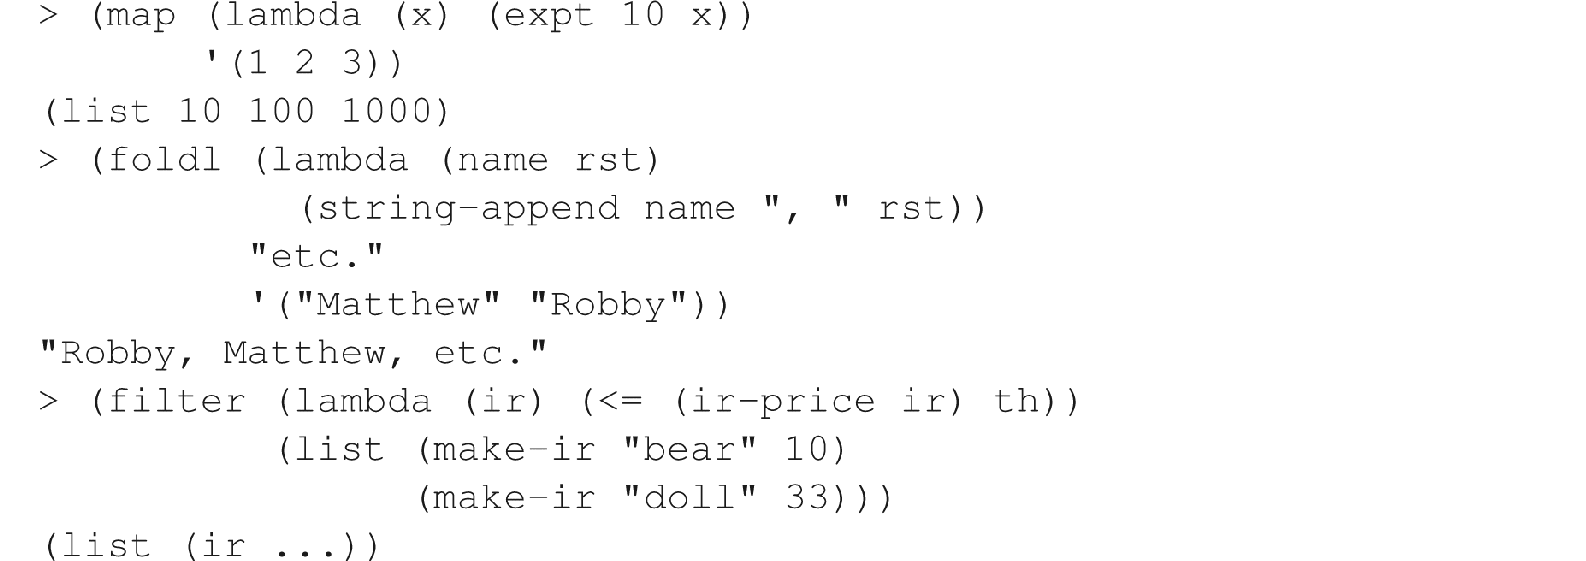 > (map (lambda (x) (expt 10 x))
       '(1 2 3))
(list 10 100 1000)
> (foldl (lambda (name rst)
           (string-append name ", " rst))
         "etc."
         '("Matthew" "Robby"))
"Robby, Matthew, etc."
> (filter (lambda (ir) (<= (ir-price ir) th))
          (list (make-ir "bear" 10)
                (make-ir "doll" 33)))
(list (ir ...))